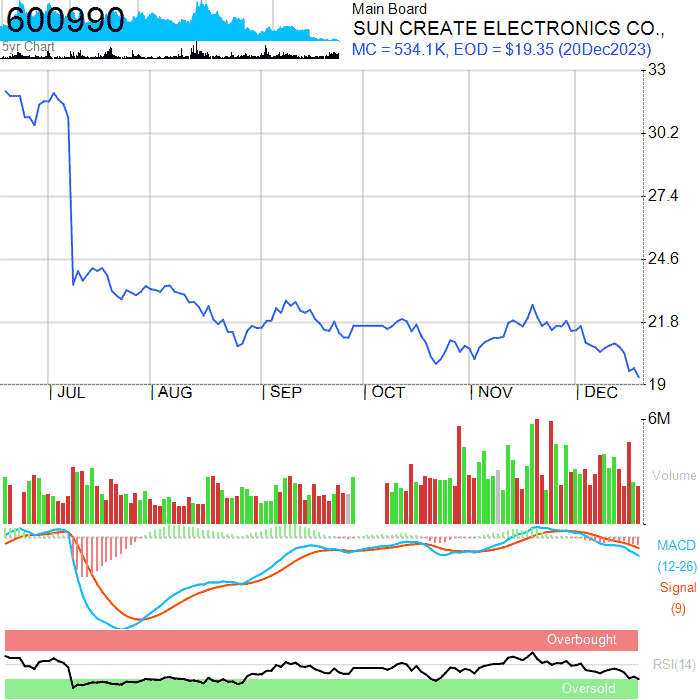 600990
5yr Chart
Main Board
SUN CREATE ELECTRONICS CO.,
MC = 534.1K, EOD = $19.35 (20Dec2023)
33
30.2
27.4
24.6
21.8
19
JUL AUG SEP OCT NOV DEC
6M
Volume
MACD
(12-26)
Signal
(9)
Overbought
RSI(14)
Oversold